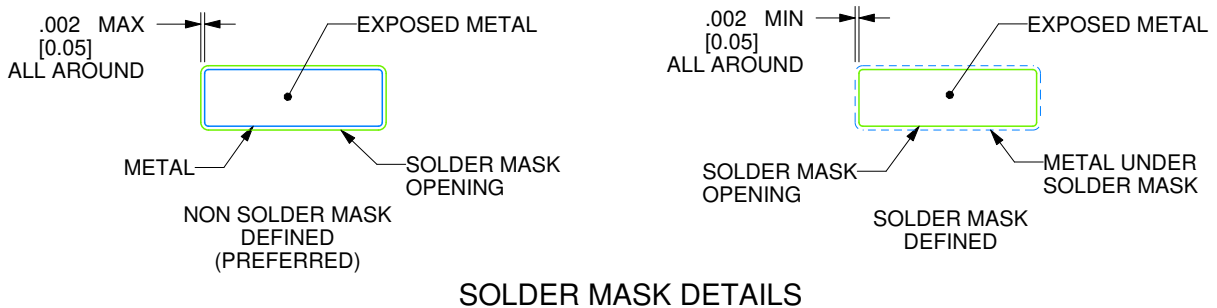 .002 MAX
[0.05]
ALL AROUND
EXPOSED METAL
METAL
SOLDER MASK
OPENING
NON SOLDER MASK
DEFINED
(PREFERRED)
.002 MIN
[0.05]
ALL AROUND
EXPOSED METAL
SOLDER MASK
OPENING
METAL UNDER
SOLDER MASK
SOLDER MASK
DEFINED
SOLDER MASK DETAILS